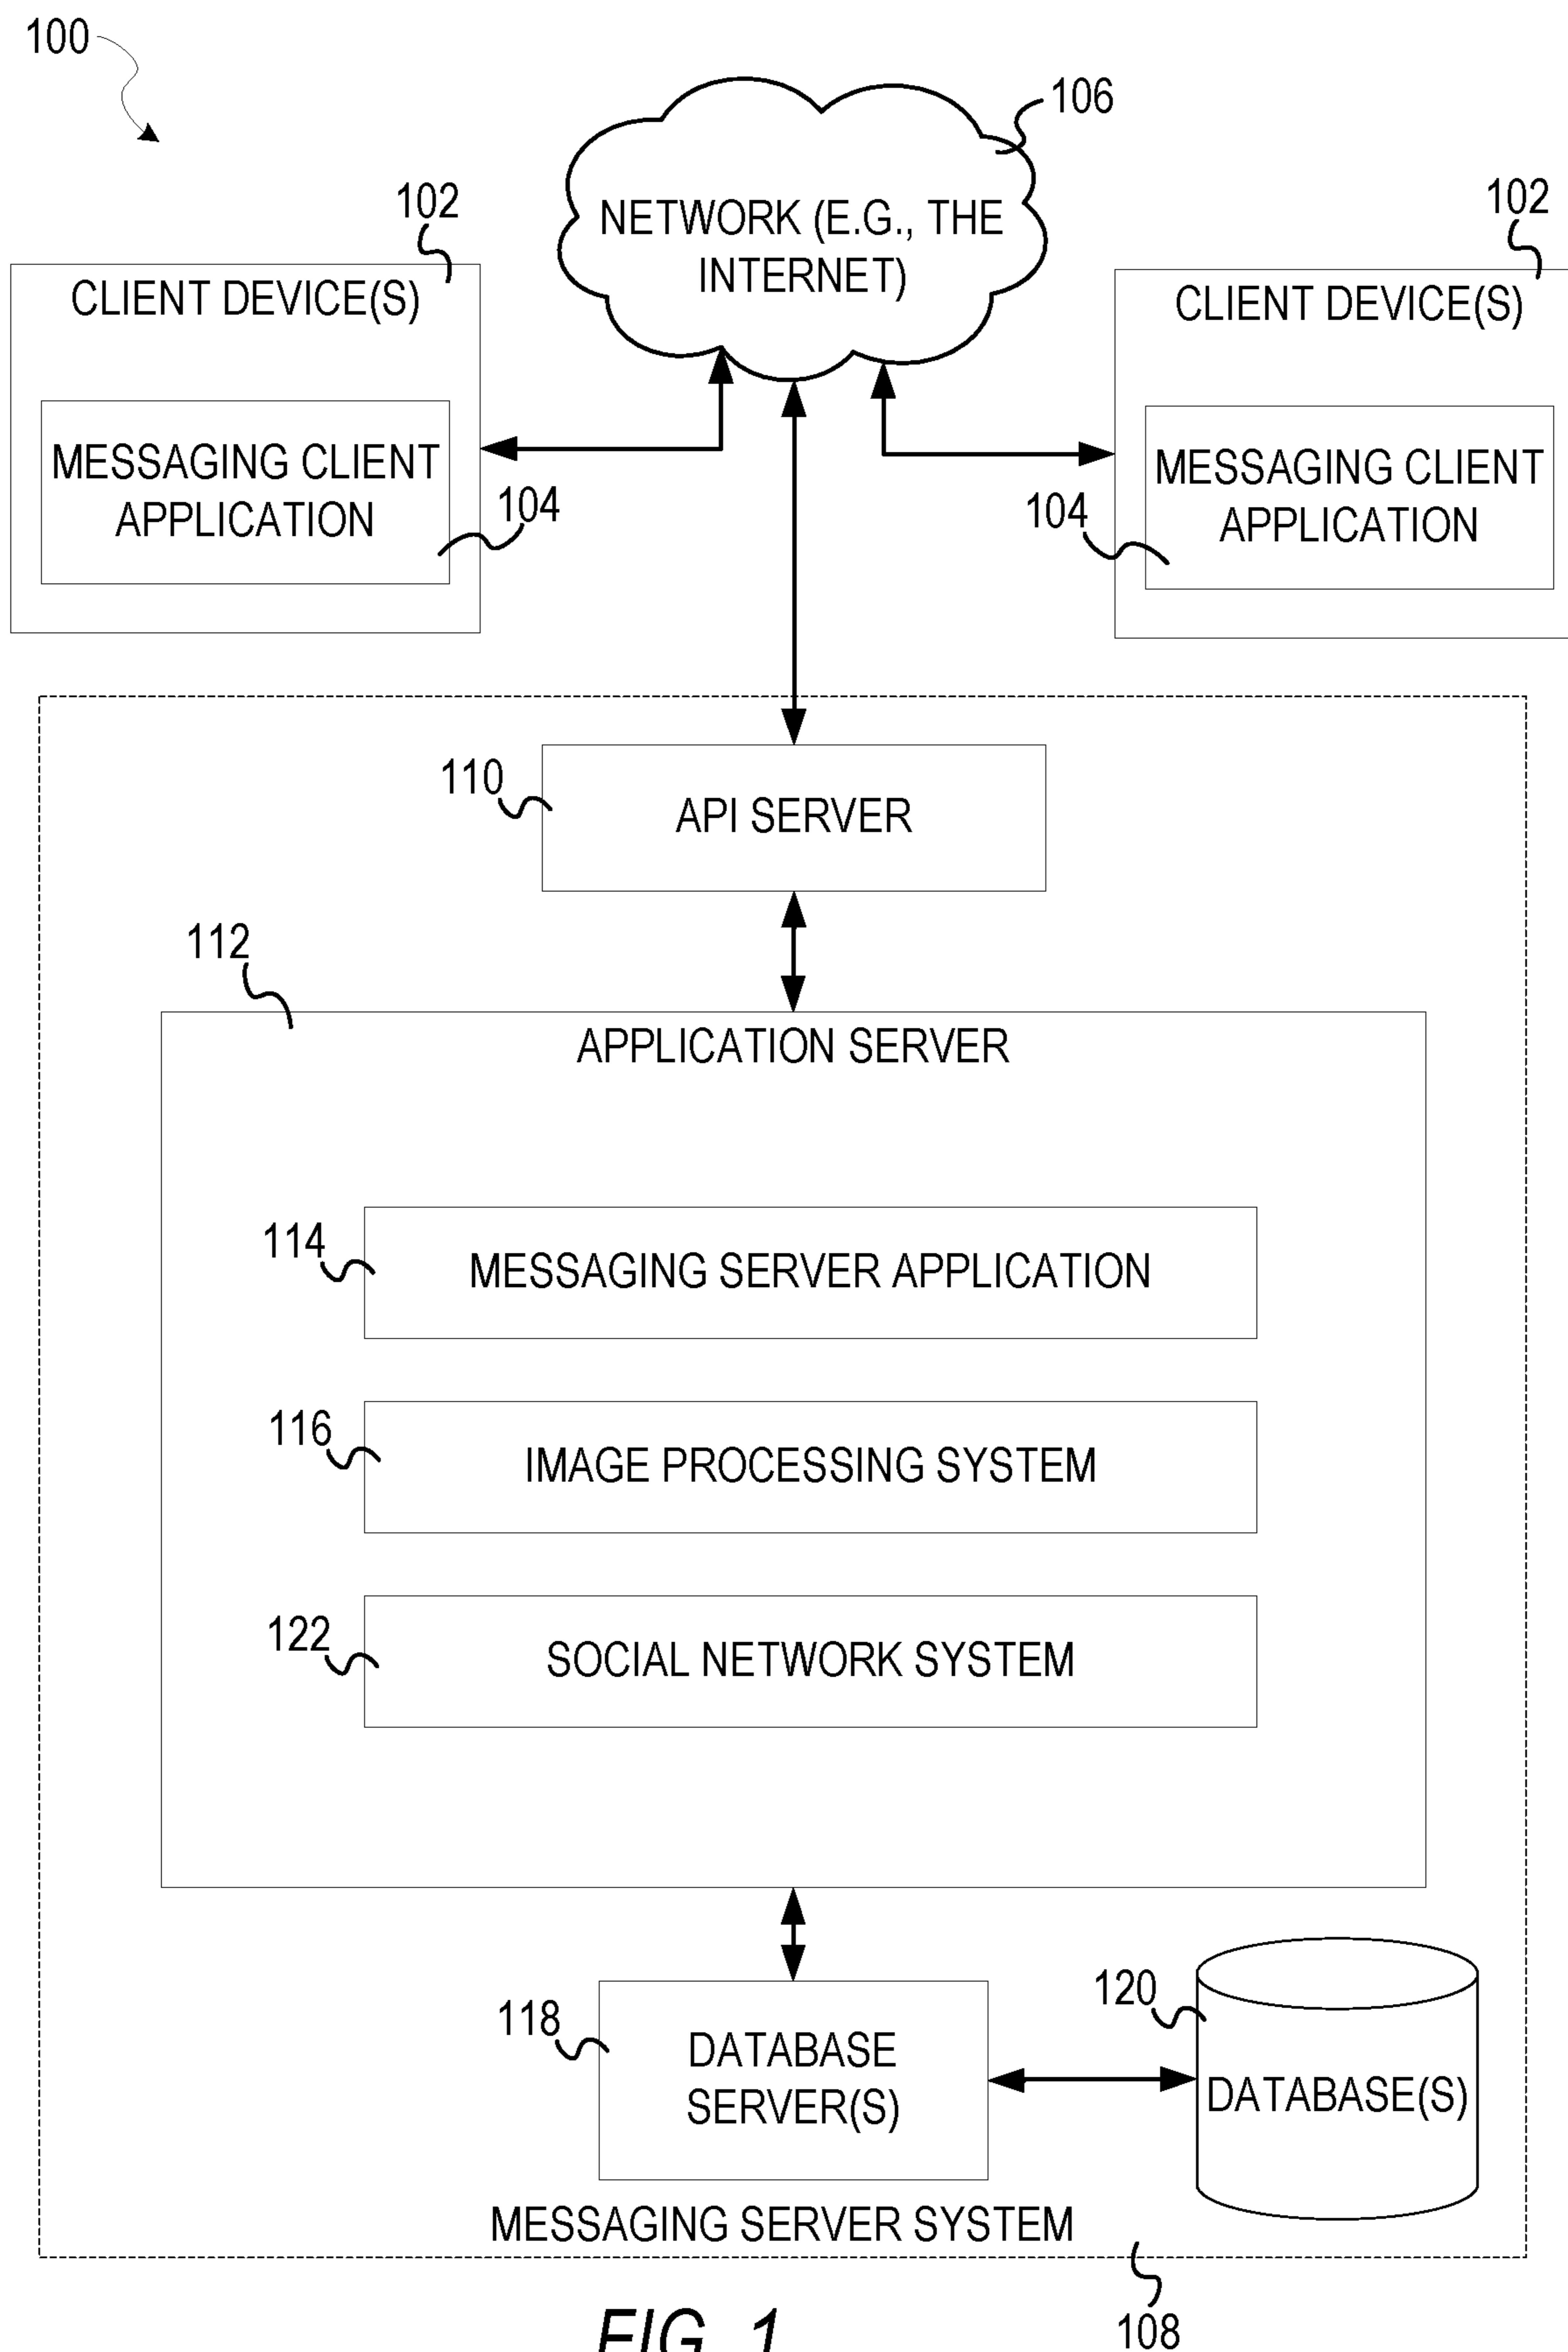 100
106
NETWORK (E.G., THE
INTERNET)
102
CLIENT DEVICE(S)
MESSAGING CLIENT
APPLICATION
104
102
CLIENT DEVICE(S)
MESSAGING CLIENT
APPLICATION
104
110
API SERVER
112
APPLICATION SERVER
114
MESSAGING SERVER APPLICATION
116
IMAGE PROCESSING SYSTEM
122
SOCIAL NETWORK SYSTEM
118
DATABASE
SERVER(S)
120
DATABASE(S)
MESSAGING SERVER SYSTEM
108
FIG. 1